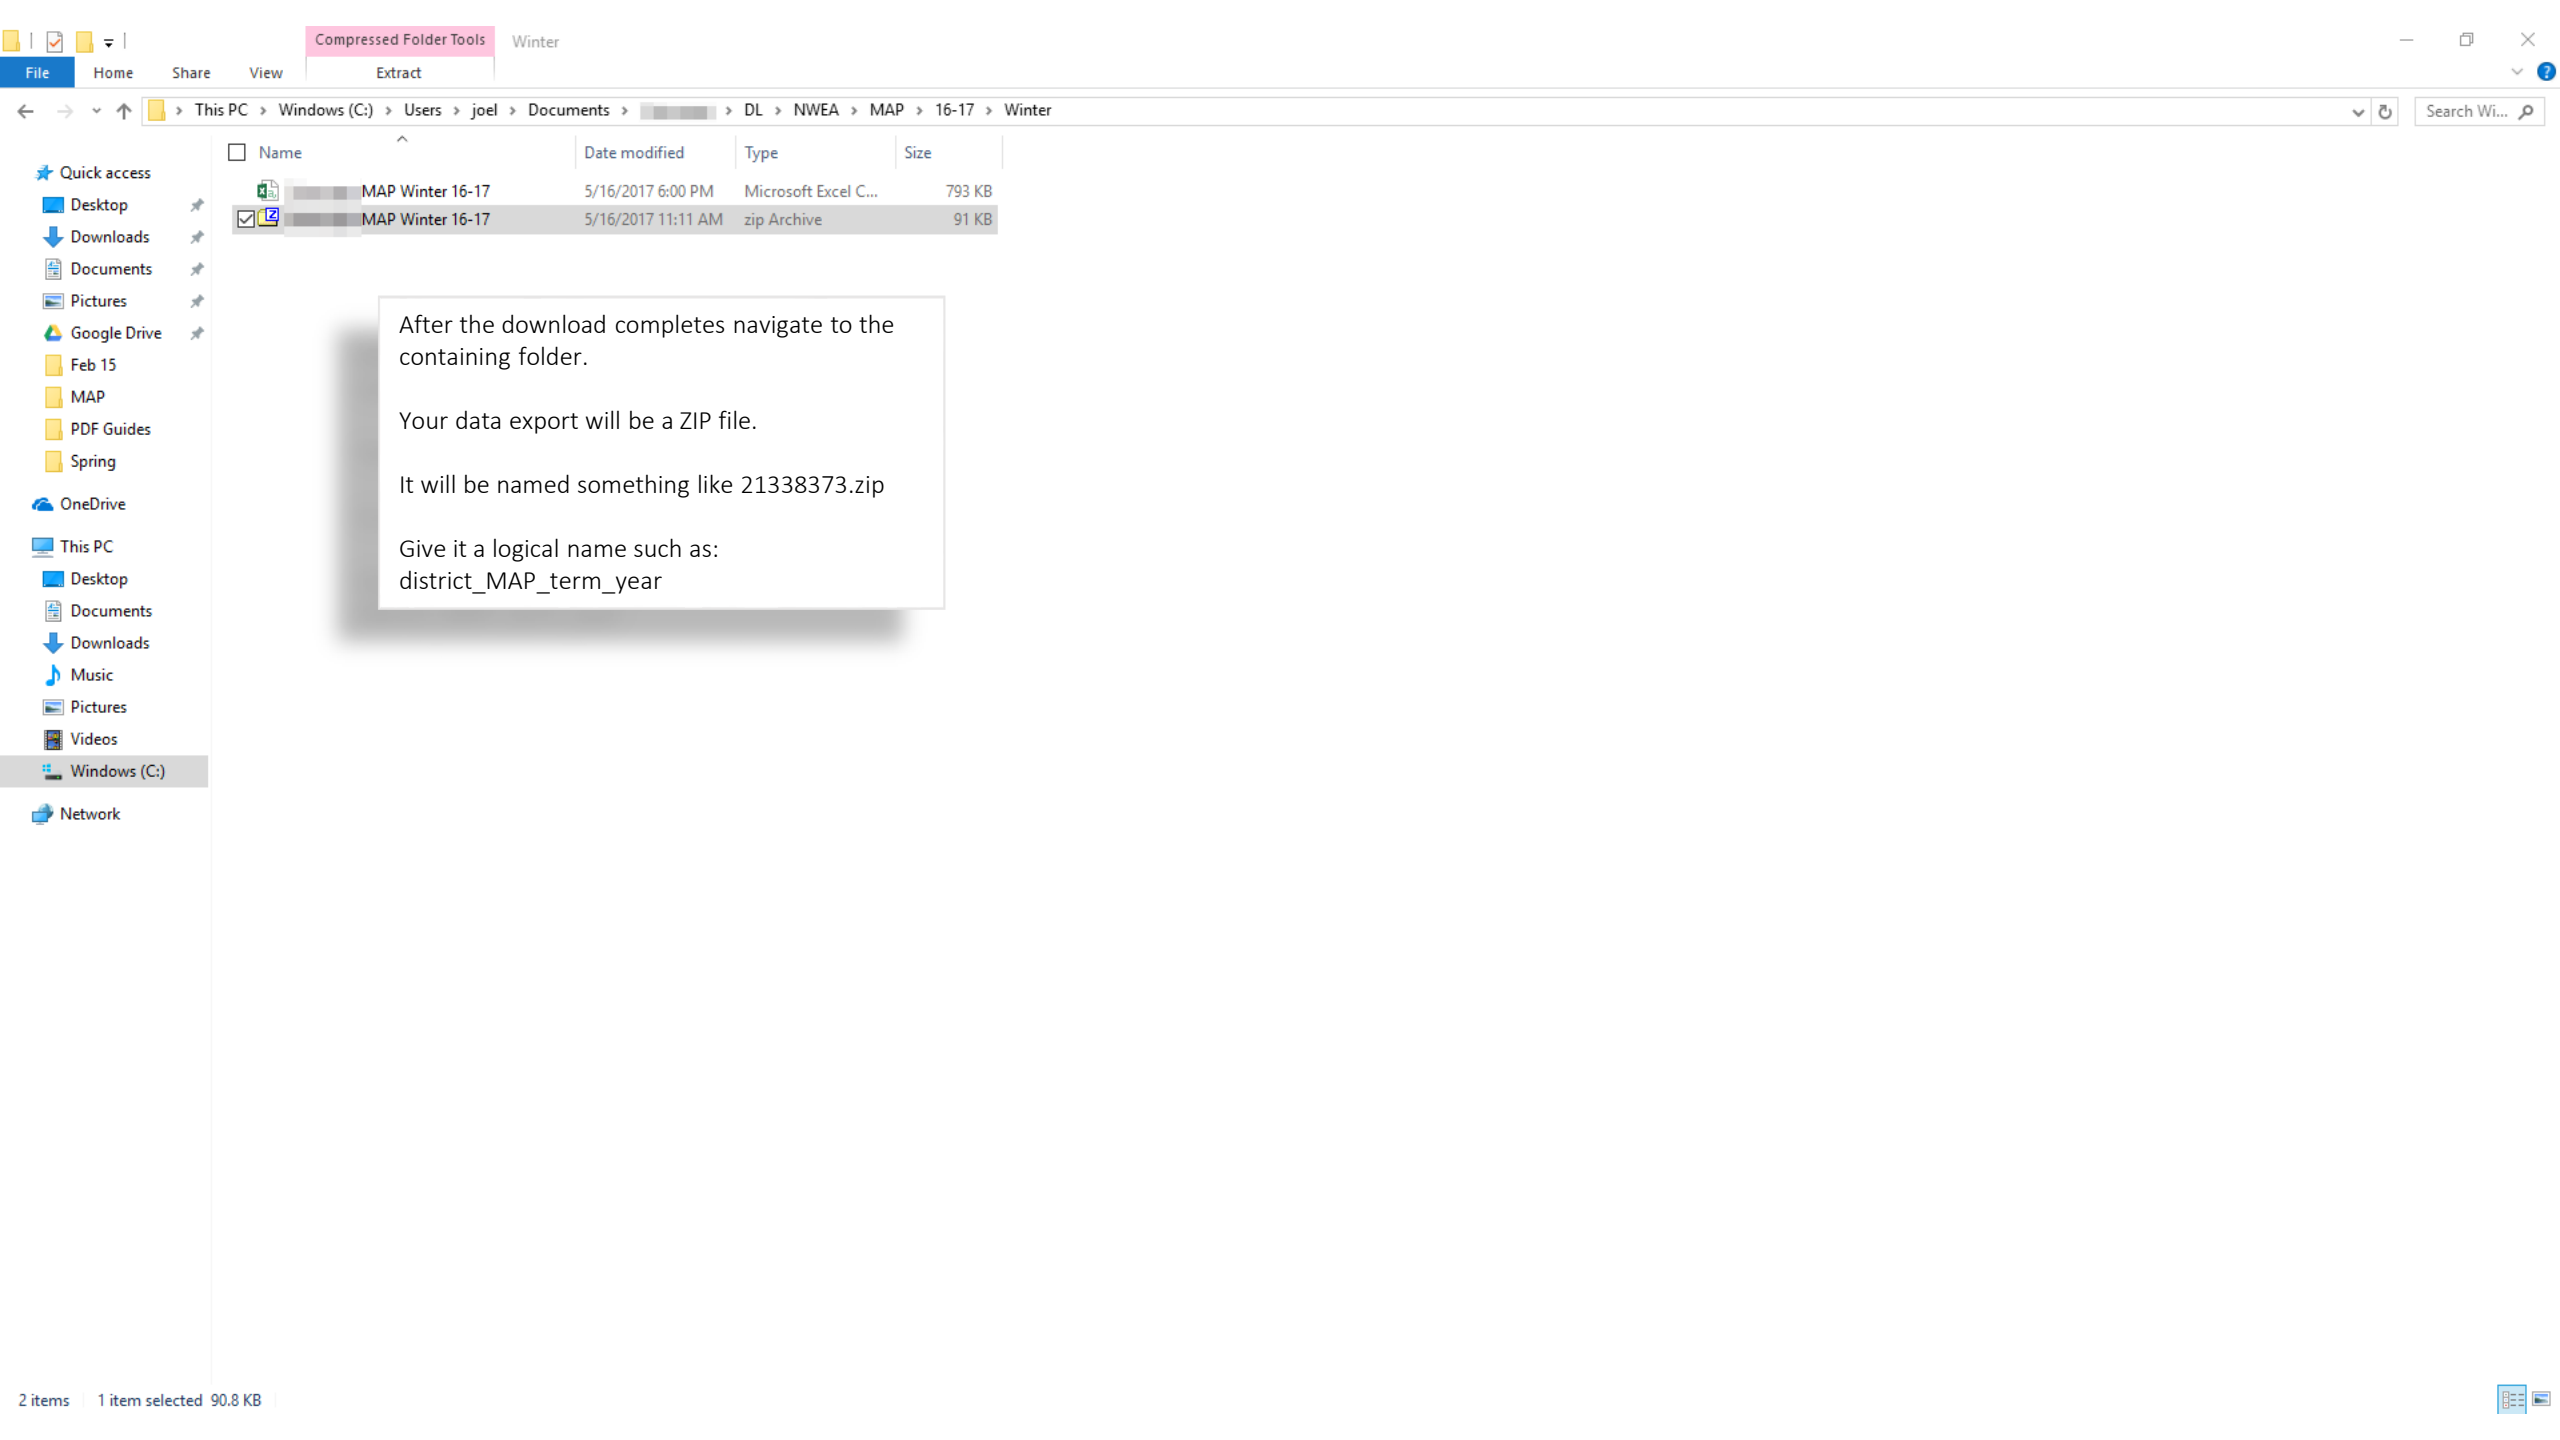 Compressed Folder Tools Winter
File Home Share View Extract
This PC > Windows (C:) > Users > joel > Documents > > DL > NWEA > MAP > 16-17 > Winter
Search Wi...
Name Date modified Type Size
MAP Winter 16-17 5/16/2017 6:00 PM Microsoft Excel C... 793 KB
MAP Winter 16-17 5/16/2017 11:11 AM zip Archive 91 KB
Quick access
Desktop
Downloads
Documents
Pictures
Google Drive
Feb 15
MAP
PDF Guides
Spring
OneDrive
This PC
Desktop
Documents
Downloads
Music
Pictures
Videos
Windows (C:)
Network
After the download completes navigate to the
containing folder.
Your data export will be a ZIP file.
It will be named something like 21338373.zip
Give it a logical name such as:
district_MAP_term_year
2 items 1 item selected 90.8 KB